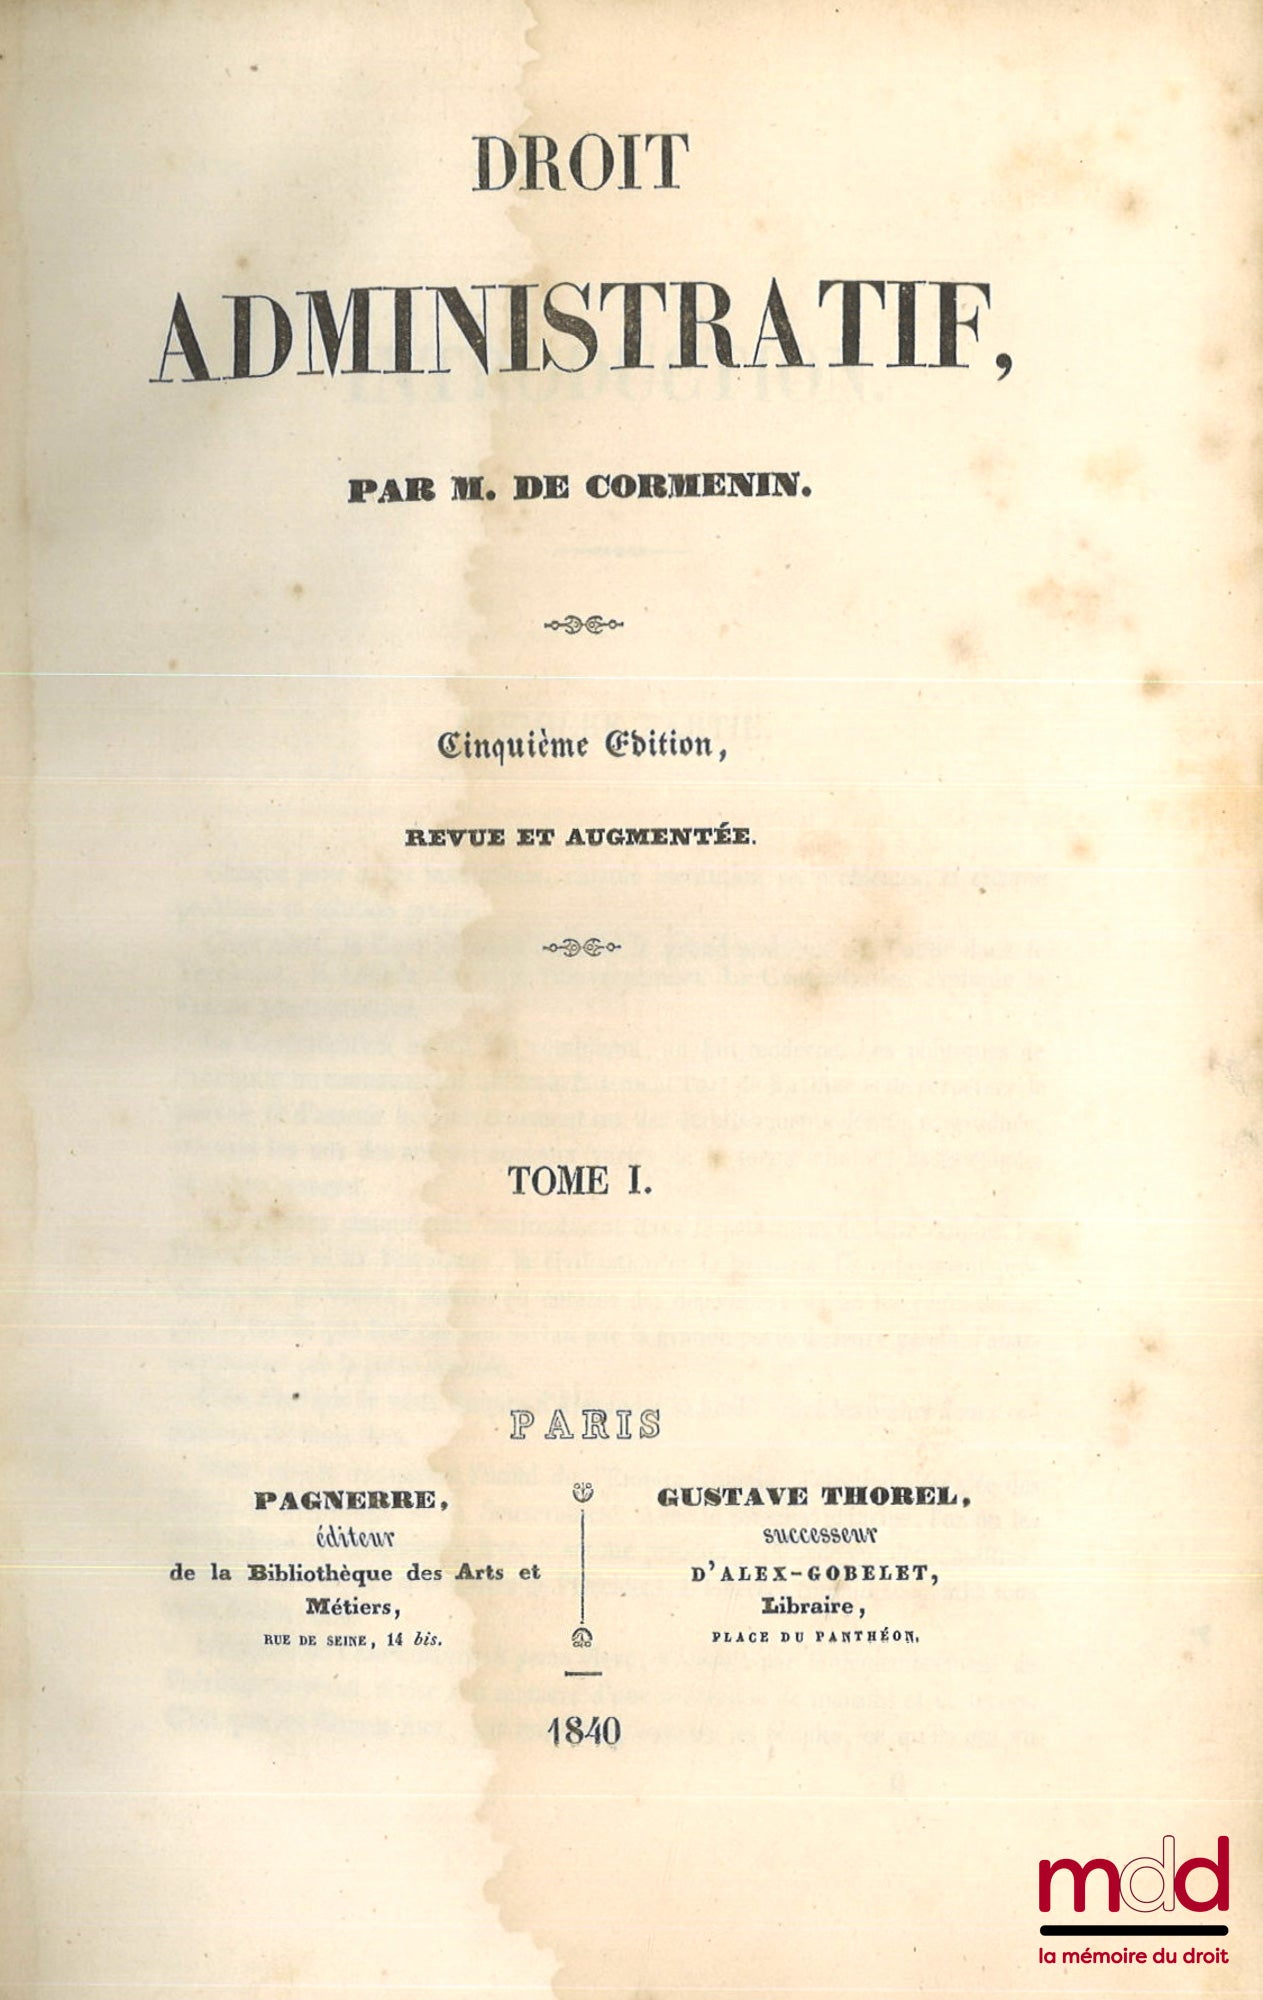 DROIT
ADMINISTRATIF,
PAR M. DE CORMENIN.
Cinquième Edition,
REVUE ET AUGMENTÉE.
TOME I.
PARIS
PAGNERRE,
éditeur
de la Bibliothèque des Arts et
Métiers,
RUE DE SEINE, 14 bis.
GUSTAVE THOREL,
successeur
D'ALEX-GOBELET,
Libraire,
PLACE DU PANTHÉON.
1840
mdd
la mémoire du droit